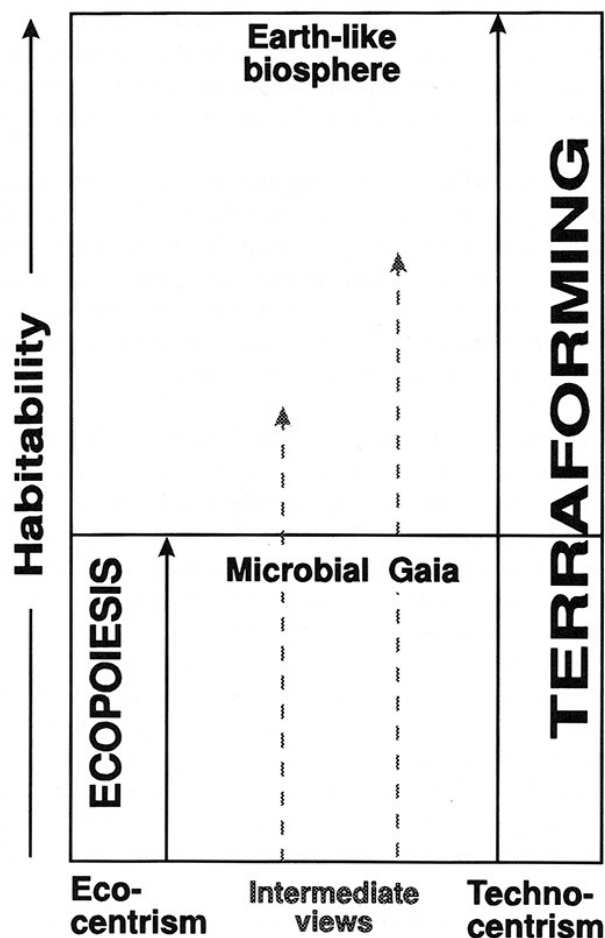 Earth-like
biosphere
Habitability
TERRAFORMING
ECOPOIESIS
Microbial Gaia
Eco-
centrism
Intermediate
views
Techno-
centrism